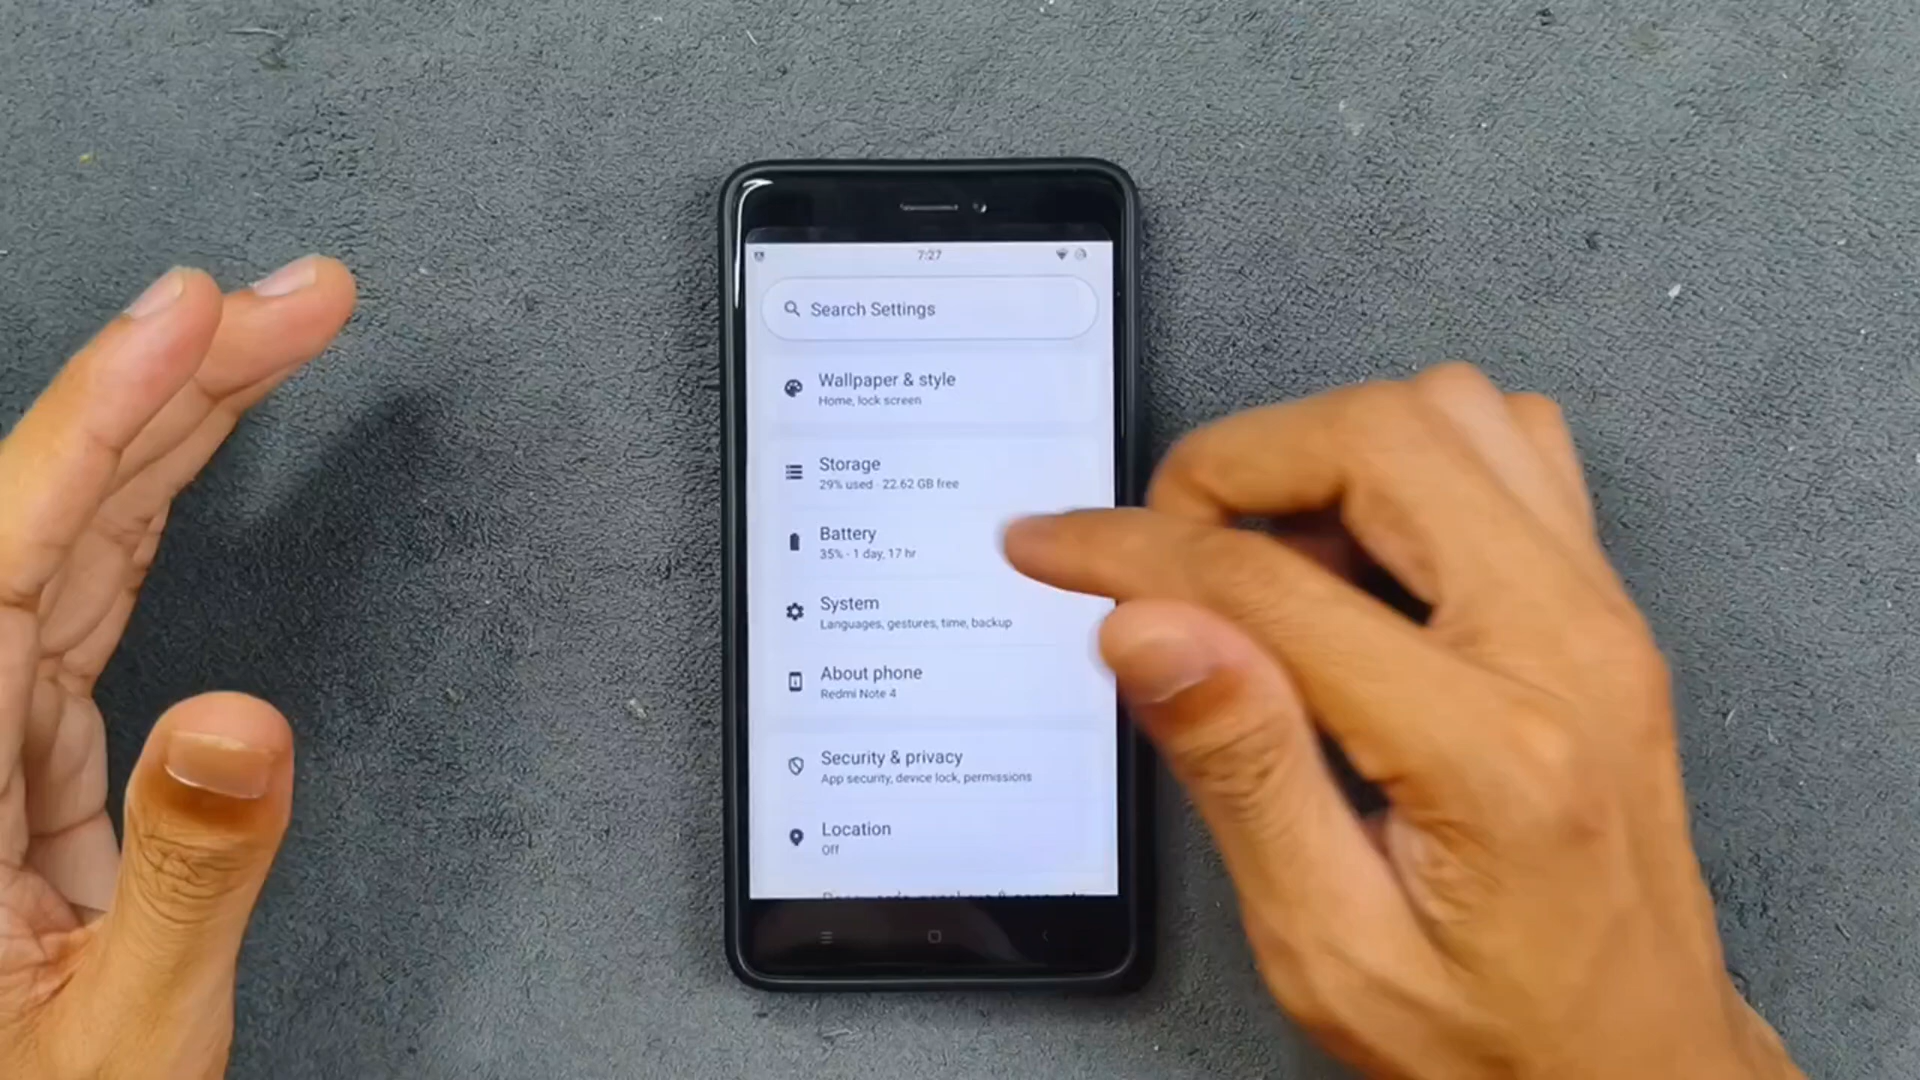 7:27
Search Settings
Wallpaper & style
Home, lock screen
Storage
29% used · 22.62 GB free
Battery
35% - 1 day, 17 hr
System
Languages, gestures, time, backup
About phone
Redmi Note 4
Security & privacy
App security, device lock, permissions
Location
Off